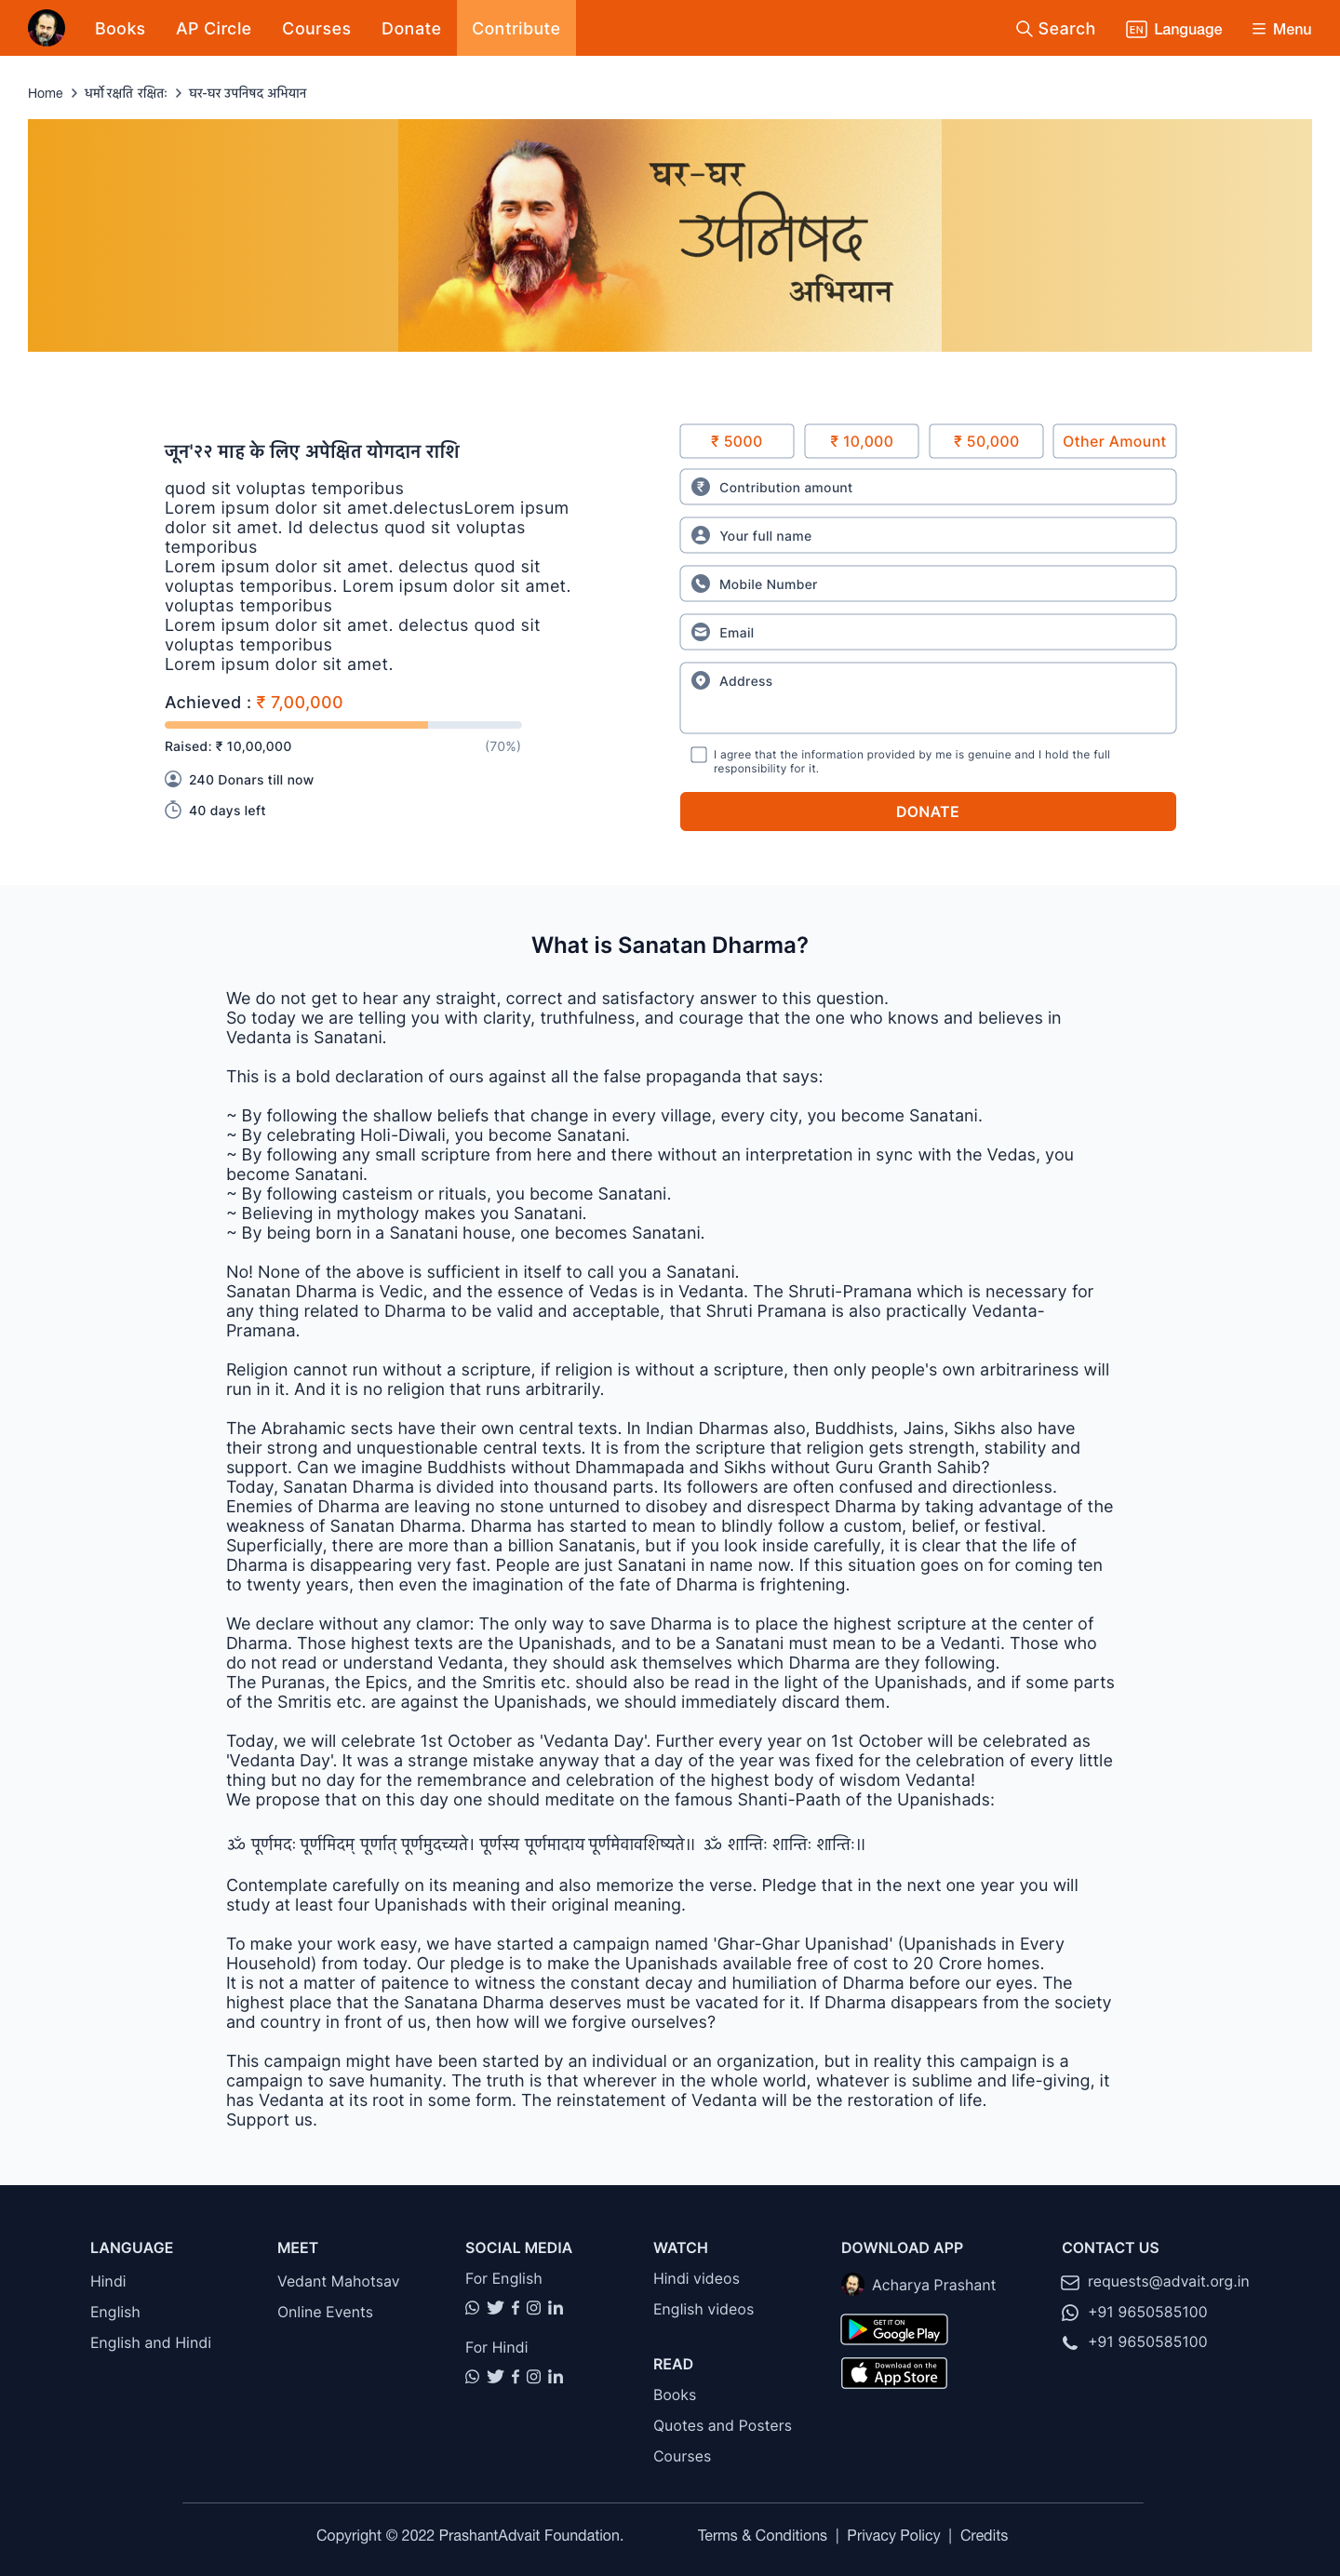 Books AP Circle Courses Donate Contribute Search EN Language Menu
Home > धर्मो रक्षति रक्षितः > घर-घर उपनिषद अभियान
घर-घर
उपनिषद
अभियान
जून'२२ माह के लिए अपेक्षित योगदान राशि
quod sit voluptas temporibus
Lorem ipsum dolor sit amet.delectusLorem ipsum
dolor sit amet. Id delectus quod sit voluptas
temporibus
Lorem ipsum dolor sit amet. delectus quod sit
voluptas temporibus. Lorem ipsum dolor sit amet.
voluptas temporibus
Lorem ipsum dolor sit amet. delectus quod sit
voluptas temporibus
Lorem ipsum dolor sit amet.
Achieved : ₹ 7,00,000
Raised: ₹ 10,00,000 (70%)
240 Donars till now
40 days left
₹ 5000 ₹ 10,000 ₹ 50,000 Other Amount
₹ Contribution amount
Your full name
Mobile Number
Email
Address
I agree that the information provided by me is genuine and I hold the full
responsibility for it.
DONATE
What is Sanatan Dharma?
We do not get to hear any straight, correct and satisfactory answer to this question.
So today we are telling you with clarity, truthfulness, and courage that the one who knows and believes in
Vedanta is Sanatani.
This is a bold declaration of ours against all the false propaganda that says:
~ By following the shallow beliefs that change in every village, every city, you become Sanatani.
~ By celebrating Holi-Diwali, you become Sanatani.
~ By following any small scripture from here and there without an interpretation in sync with the Vedas, you
become Sanatani.
~ By following casteism or rituals, you become Sanatani.
~ Believing in mythology makes you Sanatani.
~ By being born in a Sanatani house, one becomes Sanatani.
No! None of the above is sufficient in itself to call you a Sanatani.
Sanatan Dharma is Vedic, and the essence of Vedas is in Vedanta. The Shruti-Pramana which is necessary for
any thing related to Dharma to be valid and acceptable, that Shruti Pramana is also practically Vedanta-
Pramana.
Religion cannot run without a scripture, if religion is without a scripture, then only people's own arbitrariness will
run in it. And it is no religion that runs arbitrarily.
The Abrahamic sects have their own central texts. In Indian Dharmas also, Buddhists, Jains, Sikhs also have
their strong and unquestionable central texts. It is from the scripture that religion gets strength, stability and
support. Can we imagine Buddhists without Dhammapada and Sikhs without Guru Granth Sahib?
Today, Sanatan Dharma is divided into thousand parts. Its followers are often confused and directionless.
Enemies of Dharma are leaving no stone unturned to disobey and disrespect Dharma by taking advantage of the
weakness of Sanatan Dharma. Dharma has started to mean to blindly follow a custom, belief, or festival.
Superficially, there are more than a billion Sanatanis, but if you look inside carefully, it is clear that the life of
Dharma is disappearing very fast. People are just Sanatani in name now. If this situation goes on for coming ten
to twenty years, then even the imagination of the fate of Dharma is frightening.
We declare without any clamor: The only way to save Dharma is to place the highest scripture at the center of
Dharma. Those highest texts are the Upanishads, and to be a Sanatani must mean to be a Vedanti. Those who
do not read or understand Vedanta, they should ask themselves which Dharma are they following.
The Puranas, the Epics, and the Smritis etc. should also be read in the light of the Upanishads, and if some parts
of the Smritis etc. are against the Upanishads, we should immediately discard them.
Today, we will celebrate 1st October as 'Vedanta Day'. Further every year on 1st October will be celebrated as
'Vedanta Day'. It was a strange mistake anyway that a day of the year was fixed for the celebration of every little
thing but no day for the remembrance and celebration of the highest body of wisdom Vedanta!
We propose that on this day one should meditate on the famous Shanti-Paath of the Upanishads:
ॐ पूर्णमदः पूर्णमिदम् पूर्णात् पूर्णमुदच्यते। पूर्णस्य पूर्णमादाय पूर्णमेवावशिष्यते॥ ॐ शान्तिः शान्तिः शान्तिः॥
Contemplate carefully on its meaning and also memorize the verse. Pledge that in the next one year you will
study at least four Upanishads with their original meaning.
To make your work easy, we have started a campaign named 'Ghar-Ghar Upanishad' (Upanishads in Every
Household) from today. Our pledge is to make the Upanishads available free of cost to 20 Crore homes.
It is not a matter of paitence to witness the constant decay and humiliation of Dharma before our eyes. The
highest place that the Sanatana Dharma deserves must be vacated for it. If Dharma disappears from the society
and country in front of us, then how will we forgive ourselves?
This campaign might have been started by an individual or an organization, but in reality this campaign is a
campaign to save humanity. The truth is that wherever in the whole world, whatever is sublime and life-giving, it
has Vedanta at its root in some form. The reinstatement of Vedanta will be the restoration of life.
Support us.
LANGUAGE
Hindi
English
English and Hindi
MEET
Vedant Mahotsav
Online Events
SOCIAL MEDIA
For English
For Hindi
WATCH
Hindi videos
English videos
READ
Books
Quotes and Posters
Courses
DOWNLOAD APP
Acharya Prashant
GET IT ON
Google Play
Download on the
App Store
CONTACT US
requests@advait.org.in
+91 9650585100
+91 9650585100
Copyright © 2022 PrashantAdvait Foundation. Terms & Conditions | Privacy Policy | Credits